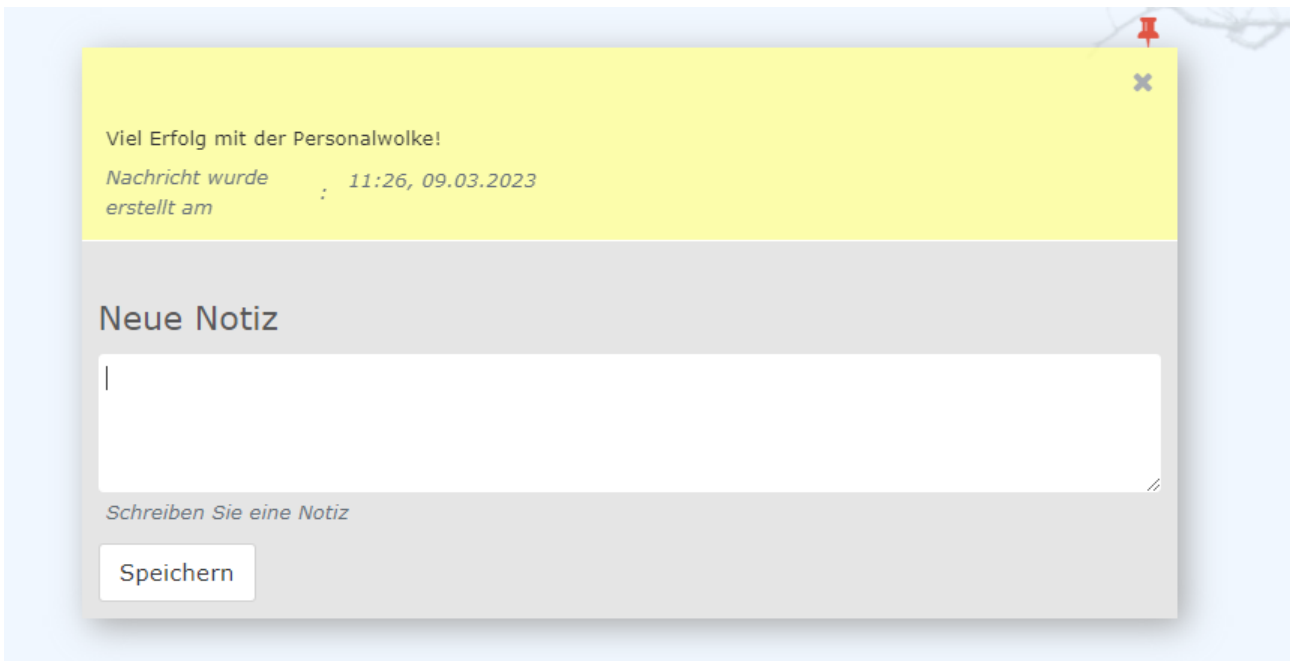 Viel Erfolg mit der Personalwolke!
Nachricht wurde
erstellt am
: 11:26, 09.03.2023
Neue Notiz
Schreiben Sie eine Notiz
Speichern